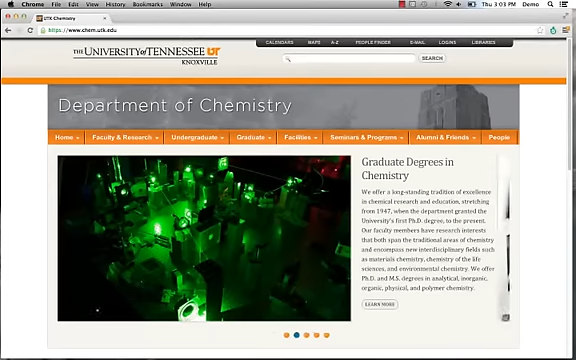 Chrome File Edit View History Bookmarks Window Help Thu 3:03 PM Demo
UTK Chemistry
https://www.chem.utk.edu
CALENDARS MAPS A-Z PEOPLE FINDER E-MAIL LOGINS LIBRARIES
THE UNIVERSITY of TENNESSEE UT
KNOXVILLE
SEARCH
Department of Chemistry
Home Faculty & Research Undergraduate Graduate Facilities Seminars & Programs Alumni & Friends People
Graduate Degrees in
Chemistry
We offer a long-standing tradition of excellence
in chemical research and education, stretching
from 1947, when the department granted the
University's first Ph.D. degree, to the present.
Our faculty members have research interests
that both span the traditional areas of chemistry
and encompass new interdisciplinary fields such
as materials chemistry, chemistry of the life
sciences, and environmental chemistry. We offer
Ph.D. and M.S. degrees in analytical, inorganic,
organic, physical, and polymer chemistry.
LEARN MORE